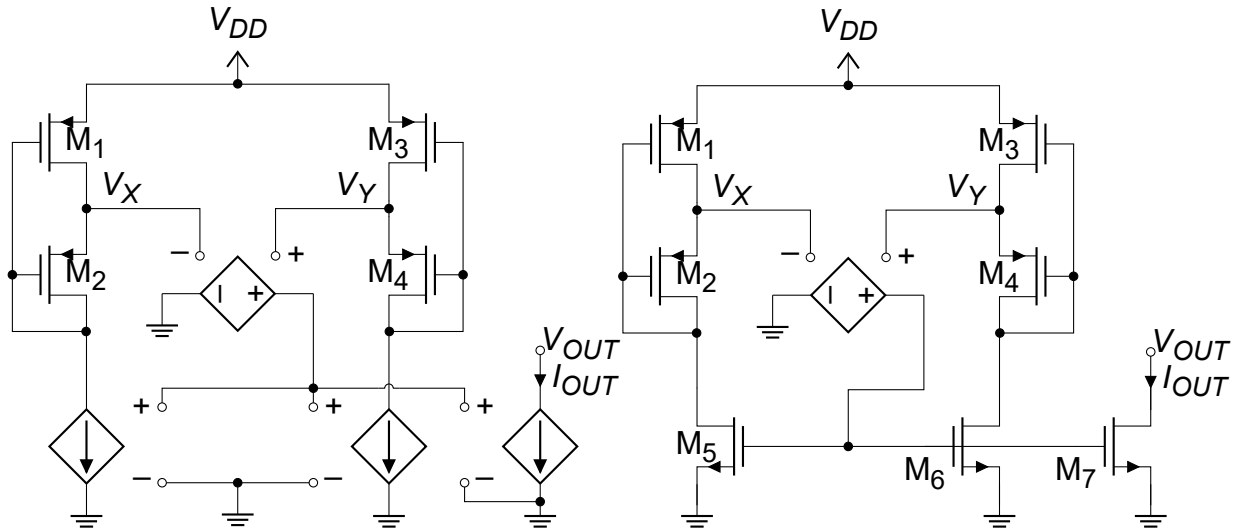 V_DD V_DD
M_1 M_3 M_1 M_3
V_X V_Y V_X V_Y
− + − +
M_2 M_4 M_2 M_4
− + − +
V_OUT V_OUT
I_OUT I_OUT
+ + +
M_5 M_6 M_7
− − −